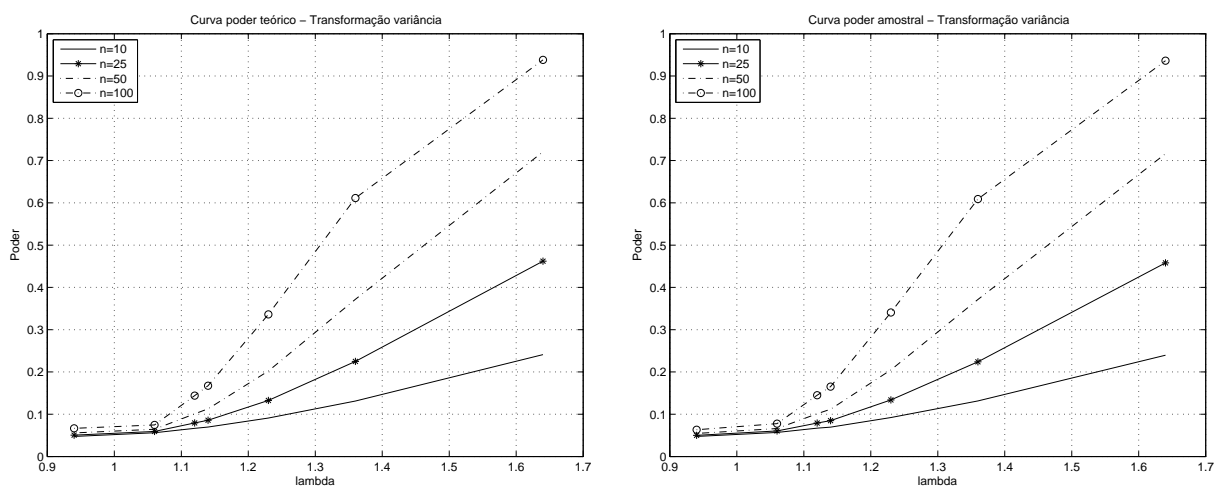 Curva poder teórico – Transformação variância
1
0.9
0.8
0.7
0.6
0.5
0.4
0.3
0.2
0.1
0
Poder
n=10
n=25
n=50
n=100
0.9 1 1.1 1.2 1.3 1.4 1.5 1.6 1.7
lambda
Curva poder amostral – Transformação variância
1
0.9
0.8
0.7
0.6
0.5
0.4
0.3
0.2
0.1
0
Poder
n=10
n=25
n=50
n=100
0.9 1 1.1 1.2 1.3 1.4 1.5 1.6 1.7
lambda